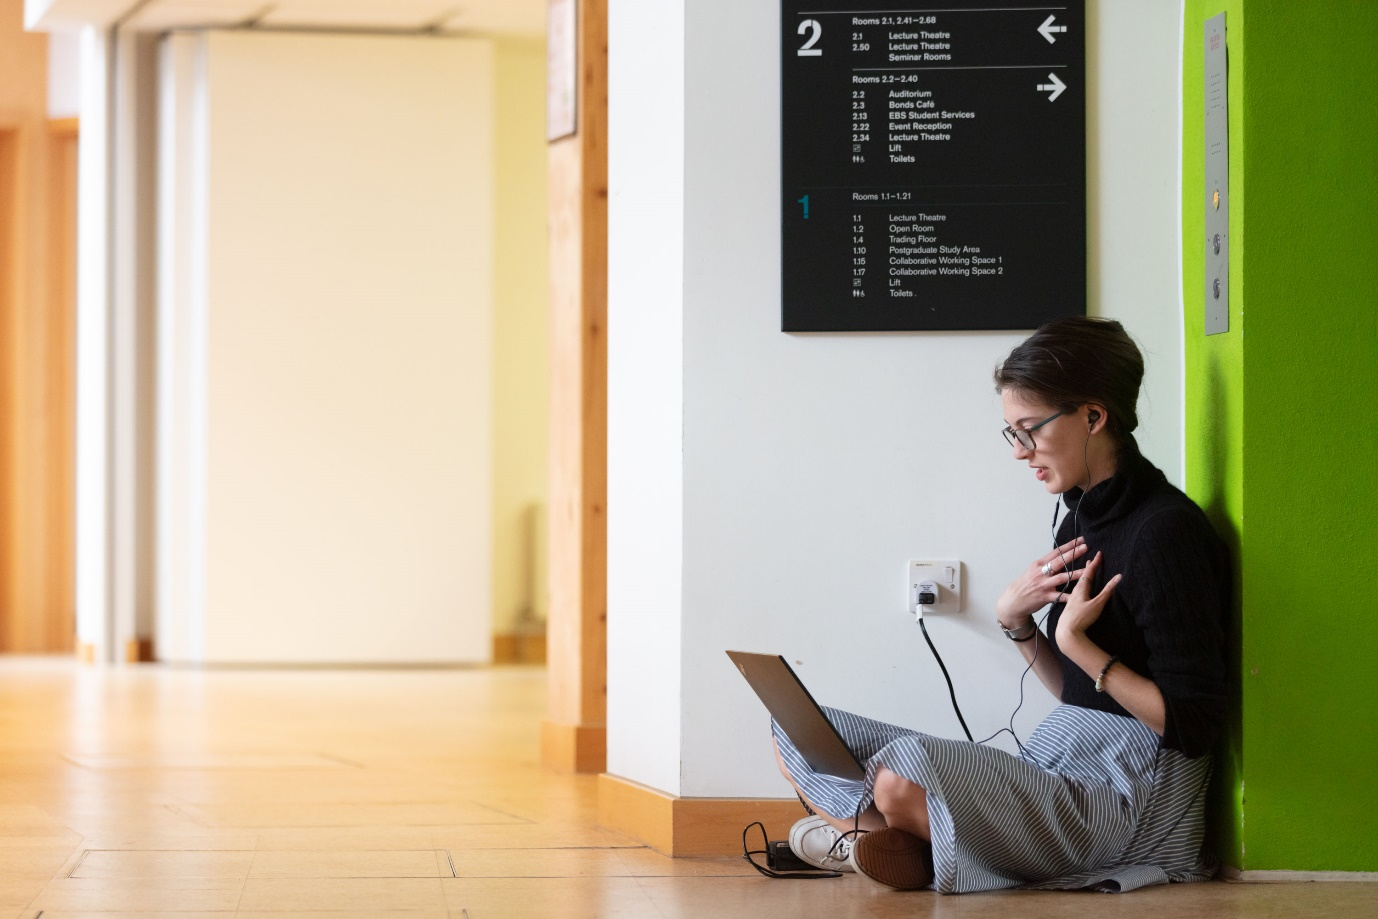 2
Rooms 2.1, 2.41–2.68
2.1 Lecture Theatre
2.50 Lecture Theatre
Seminar Rooms
Rooms 2.2–2.40
2.2 Auditorium
2.3 Bonds Café
2.13 EBS Student Services
2.22 Event Reception
2.34 Lecture Theatre
Lift
Toilets
1
Rooms 1.1–1.21
1.1 Lecture Theatre
1.2 Open Room
1.4 Trading Floor
1.10 Postgraduate Study Area
1.15 Collaborative Working Space 1
1.17 Collaborative Working Space 2
Lift
Toilets